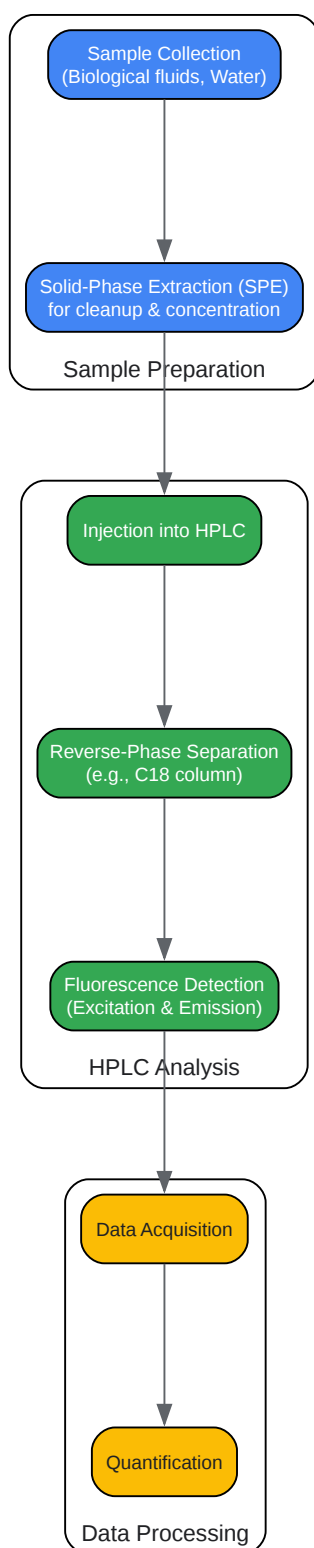 Sample Collection
(Biological fluids, Water)
Solid-Phase Extraction (SPE)
for cleanup & concentration
Sample Preparation
Injection into HPLC
Reverse-Phase Separation
(e.g., C18 column)
Fluorescence Detection
(Excitation & Emission)
HPLC Analysis
Data Acquisition
Quantification
Data Processing